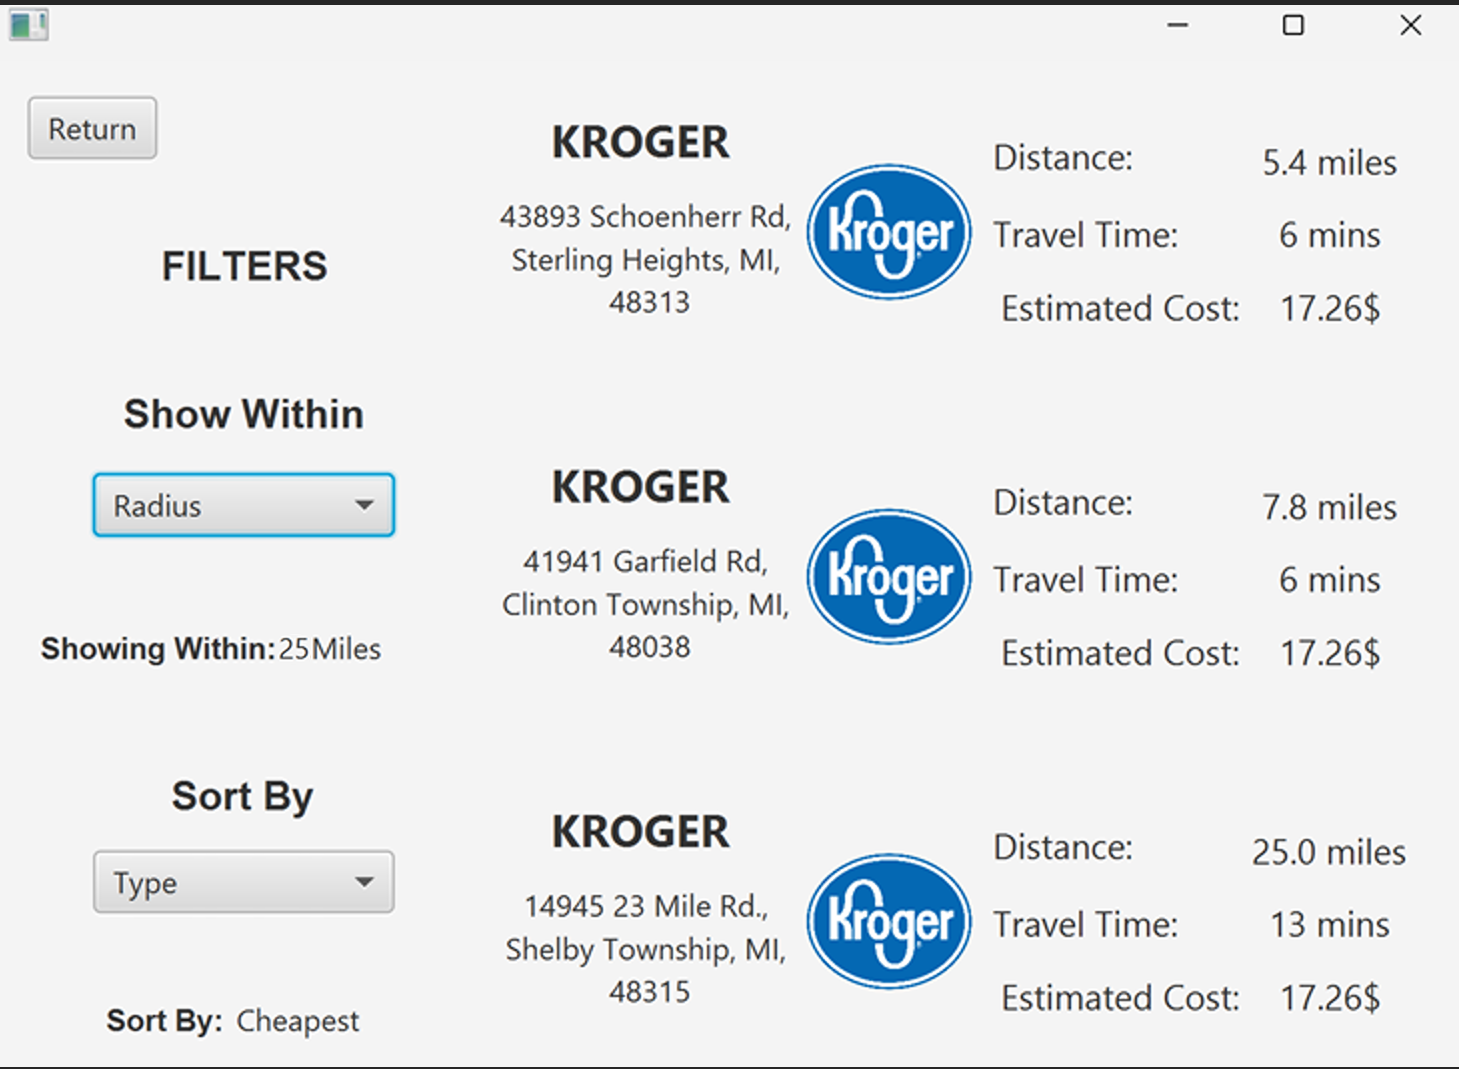 Return
FILTERS
Show Within
Radius
Showing Within: 25 Miles
Sort By
Type
Sort By: Cheapest
KROGER
43893 Schoenherr Rd,
Sterling Heights, MI,
48313
Kroger
Distance: 5.4 miles
Travel Time: 6 mins
Estimated Cost: 17.26$
KROGER
41941 Garfield Rd,
Clinton Township, MI,
48038
Kroger
Distance: 7.8 miles
Travel Time: 6 mins
Estimated Cost: 17.26$
KROGER
14945 23 Mile Rd.,
Shelby Township, MI,
48315
Kroger
Distance: 25.0 miles
Travel Time: 13 mins
Estimated Cost: 17.26$